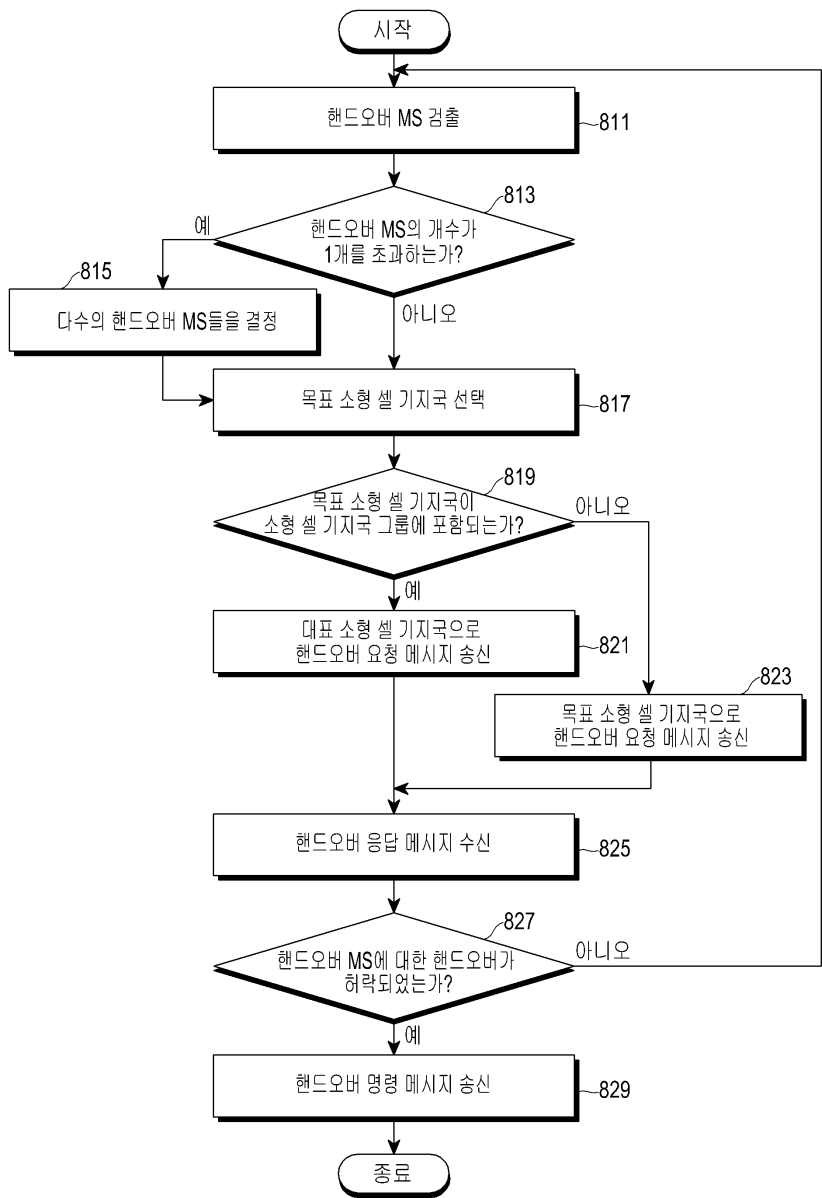 시작
핸드오버 MS 검출
811
813
핸드오버 MS의 개수가
1개를 초과하는가?
예
815
다수의 핸드오버 MS들을 결정
아니오
목표 소형 셀 기지국 선택
817
819
목표 소형 셀 기지국이
소형 셀 기지국 그룹에 포함되는가?
아니오
예
대표 소형 셀 기지국으로
핸드오버 요청 메시지 송신
821
823
목표 소형 셀 기지국으로
핸드오버 요청 메시지 송신
핸드오버 응답 메시지 수신
825
827
핸드오버 MS에 대한 핸드오버가
허락되었는가?
아니오
예
핸드오버 명령 메시지 송신
829
종료